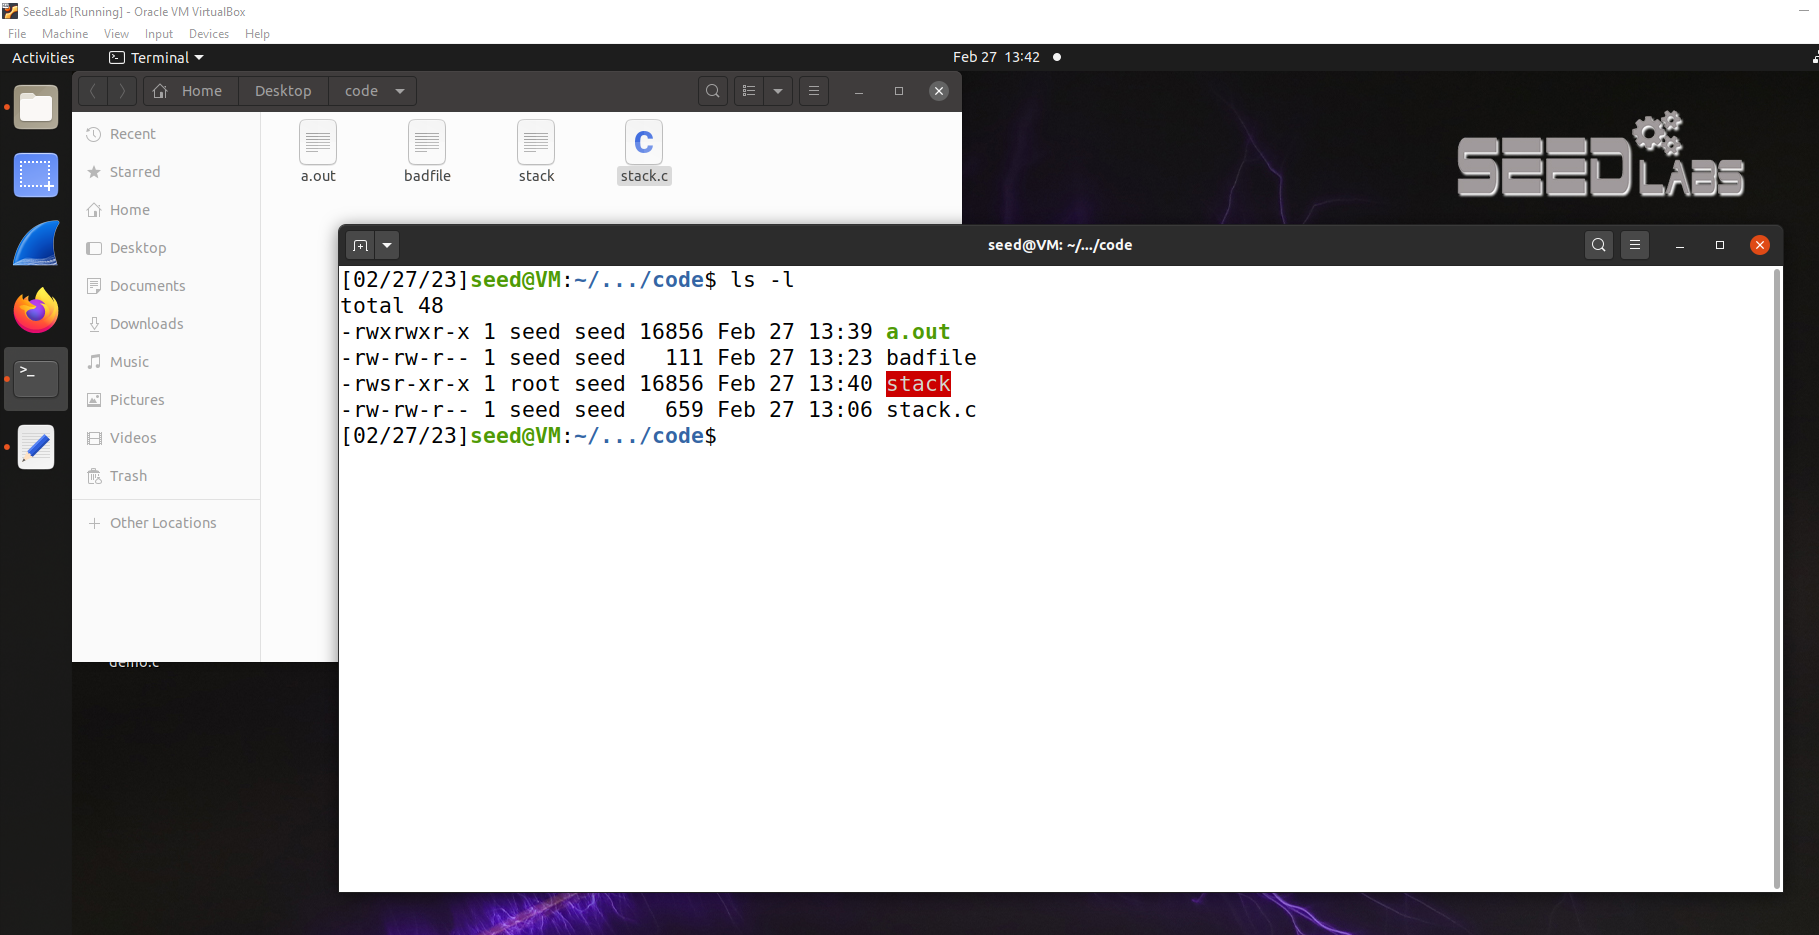 SeedLab [Running] - Oracle VM VirtualBox
File Machine View Input Devices Help
Activities Terminal Feb 27 13:42
Home Desktop code
Recent
Starred
Home
Desktop
Documents
Downloads
Music
Pictures
Videos
Trash
Other Locations
a.out badfile stack stack.c
C
demo.c
SEED LABS
seed@VM: ~/.../code
[02/27/23]seed@VM:~/.../code$ ls -l
total 48
-rwxrwxr-x 1 seed seed 16856 Feb 27 13:39 a.out
-rw-rw-r-- 1 seed seed   111 Feb 27 13:23 badfile
-rwsr-xr-x 1 root seed 16856 Feb 27 13:40 stack
-rw-rw-r-- 1 seed seed   659 Feb 27 13:06 stack.c
[02/27/23]seed@VM:~/.../code$